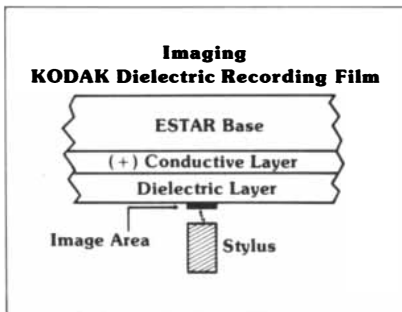 Imaging
KODAK Dielectric Recording Film
ESTAR Base
(+) Conductive Layer
Dielectric Layer
Image Area
Stylus